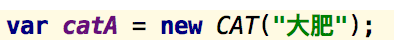 var catA = new CAT("大肥");